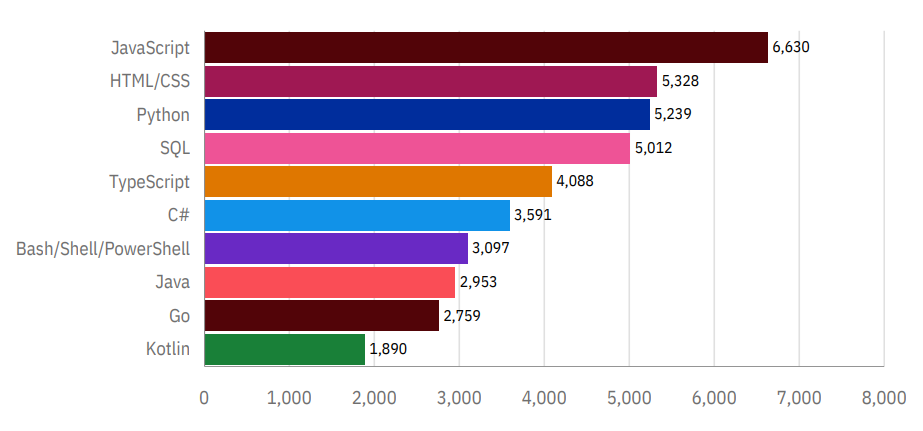 JavaScript 6,630
HTML/CSS 5,328
Python 5,239
SQL 5,012
TypeScript 4,088
C# 3,591
Bash/Shell/PowerShell 3,097
Java 2,953
Go 2,759
Kotlin 1,890
0 1,000 2,000 3,000 4,000 5,000 6,000 7,000 8,000